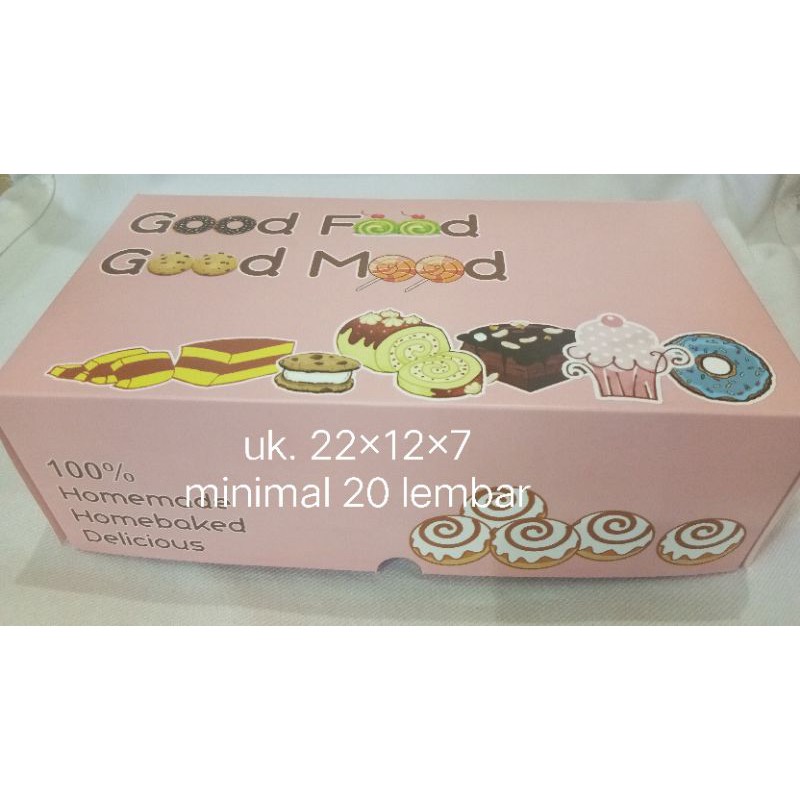 Good Food
Good Mood
uk. 22×12×7
minimal 20 lembar
100%
Homemade
Homebaked
Delicious